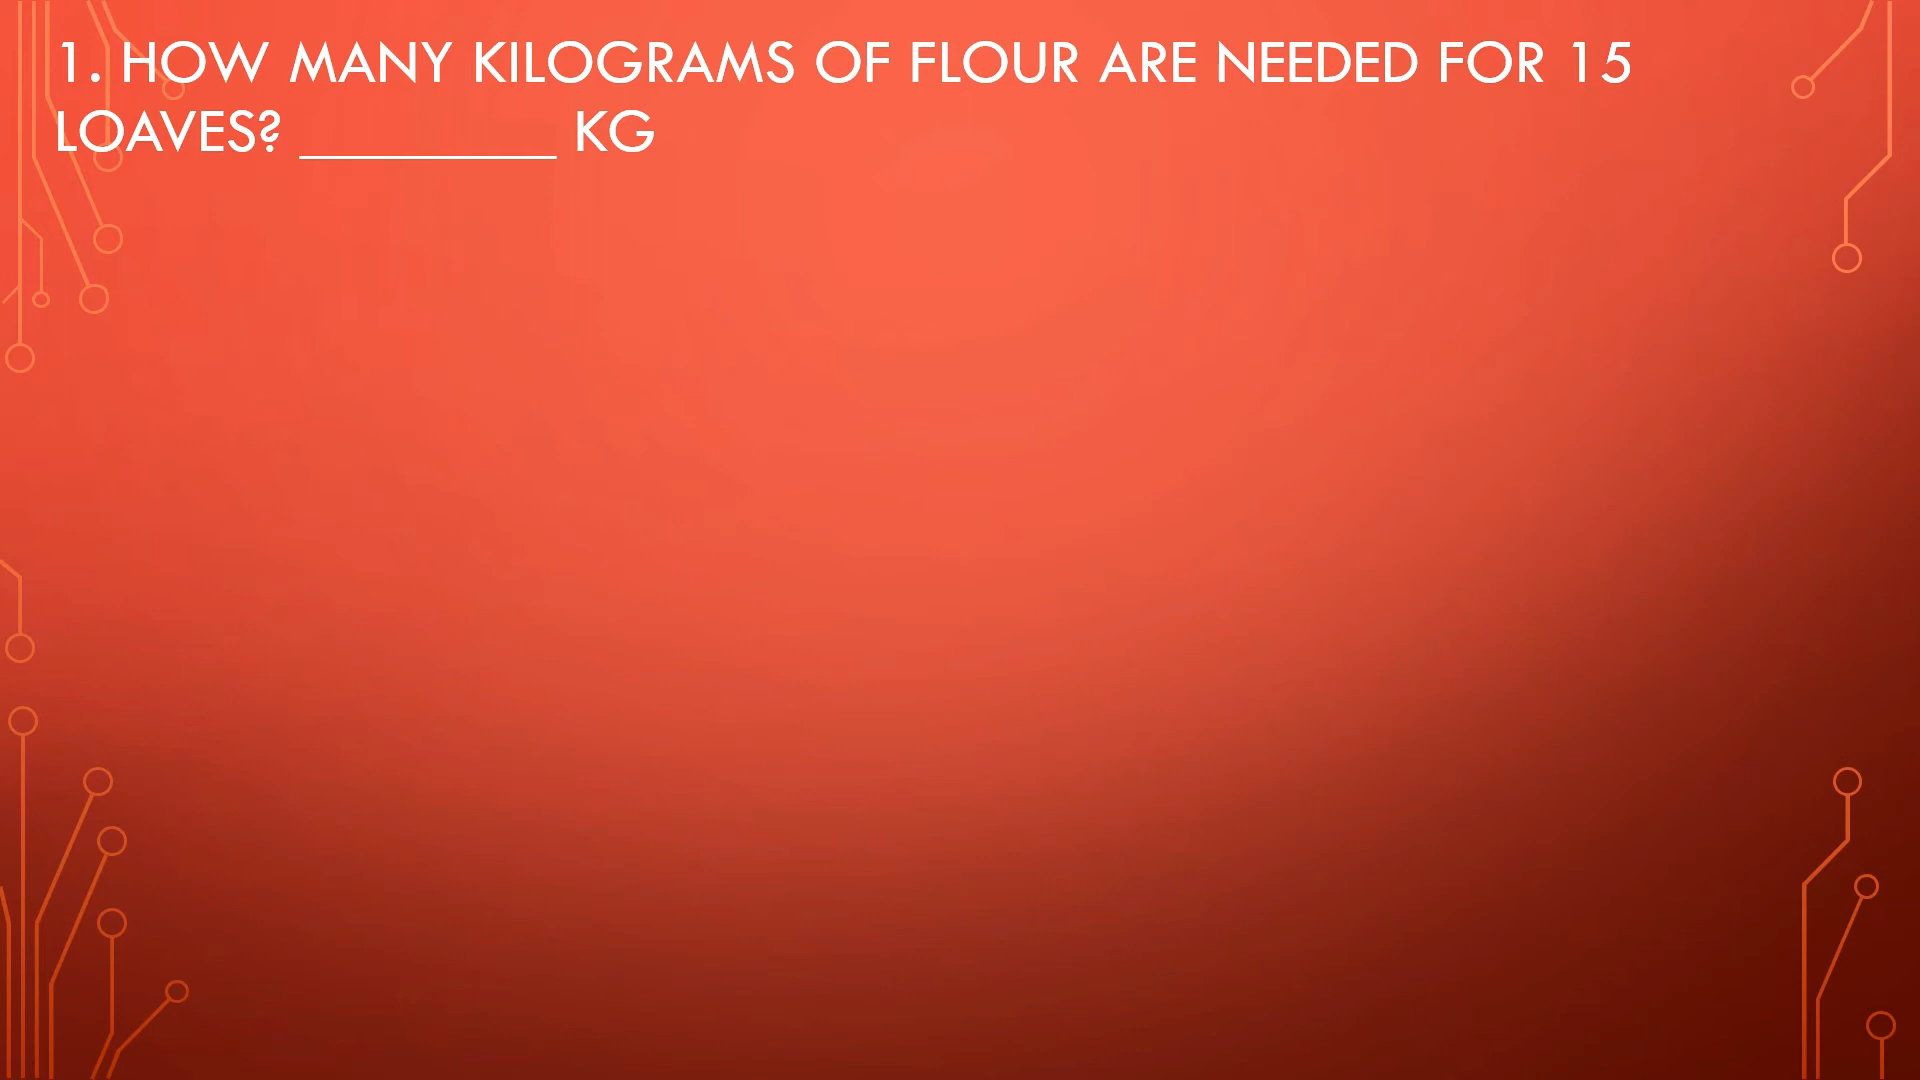 1. HOW MANY KILOGRAMS OF FLOUR ARE NEEDED FOR 15
LOAVES? _________ KG